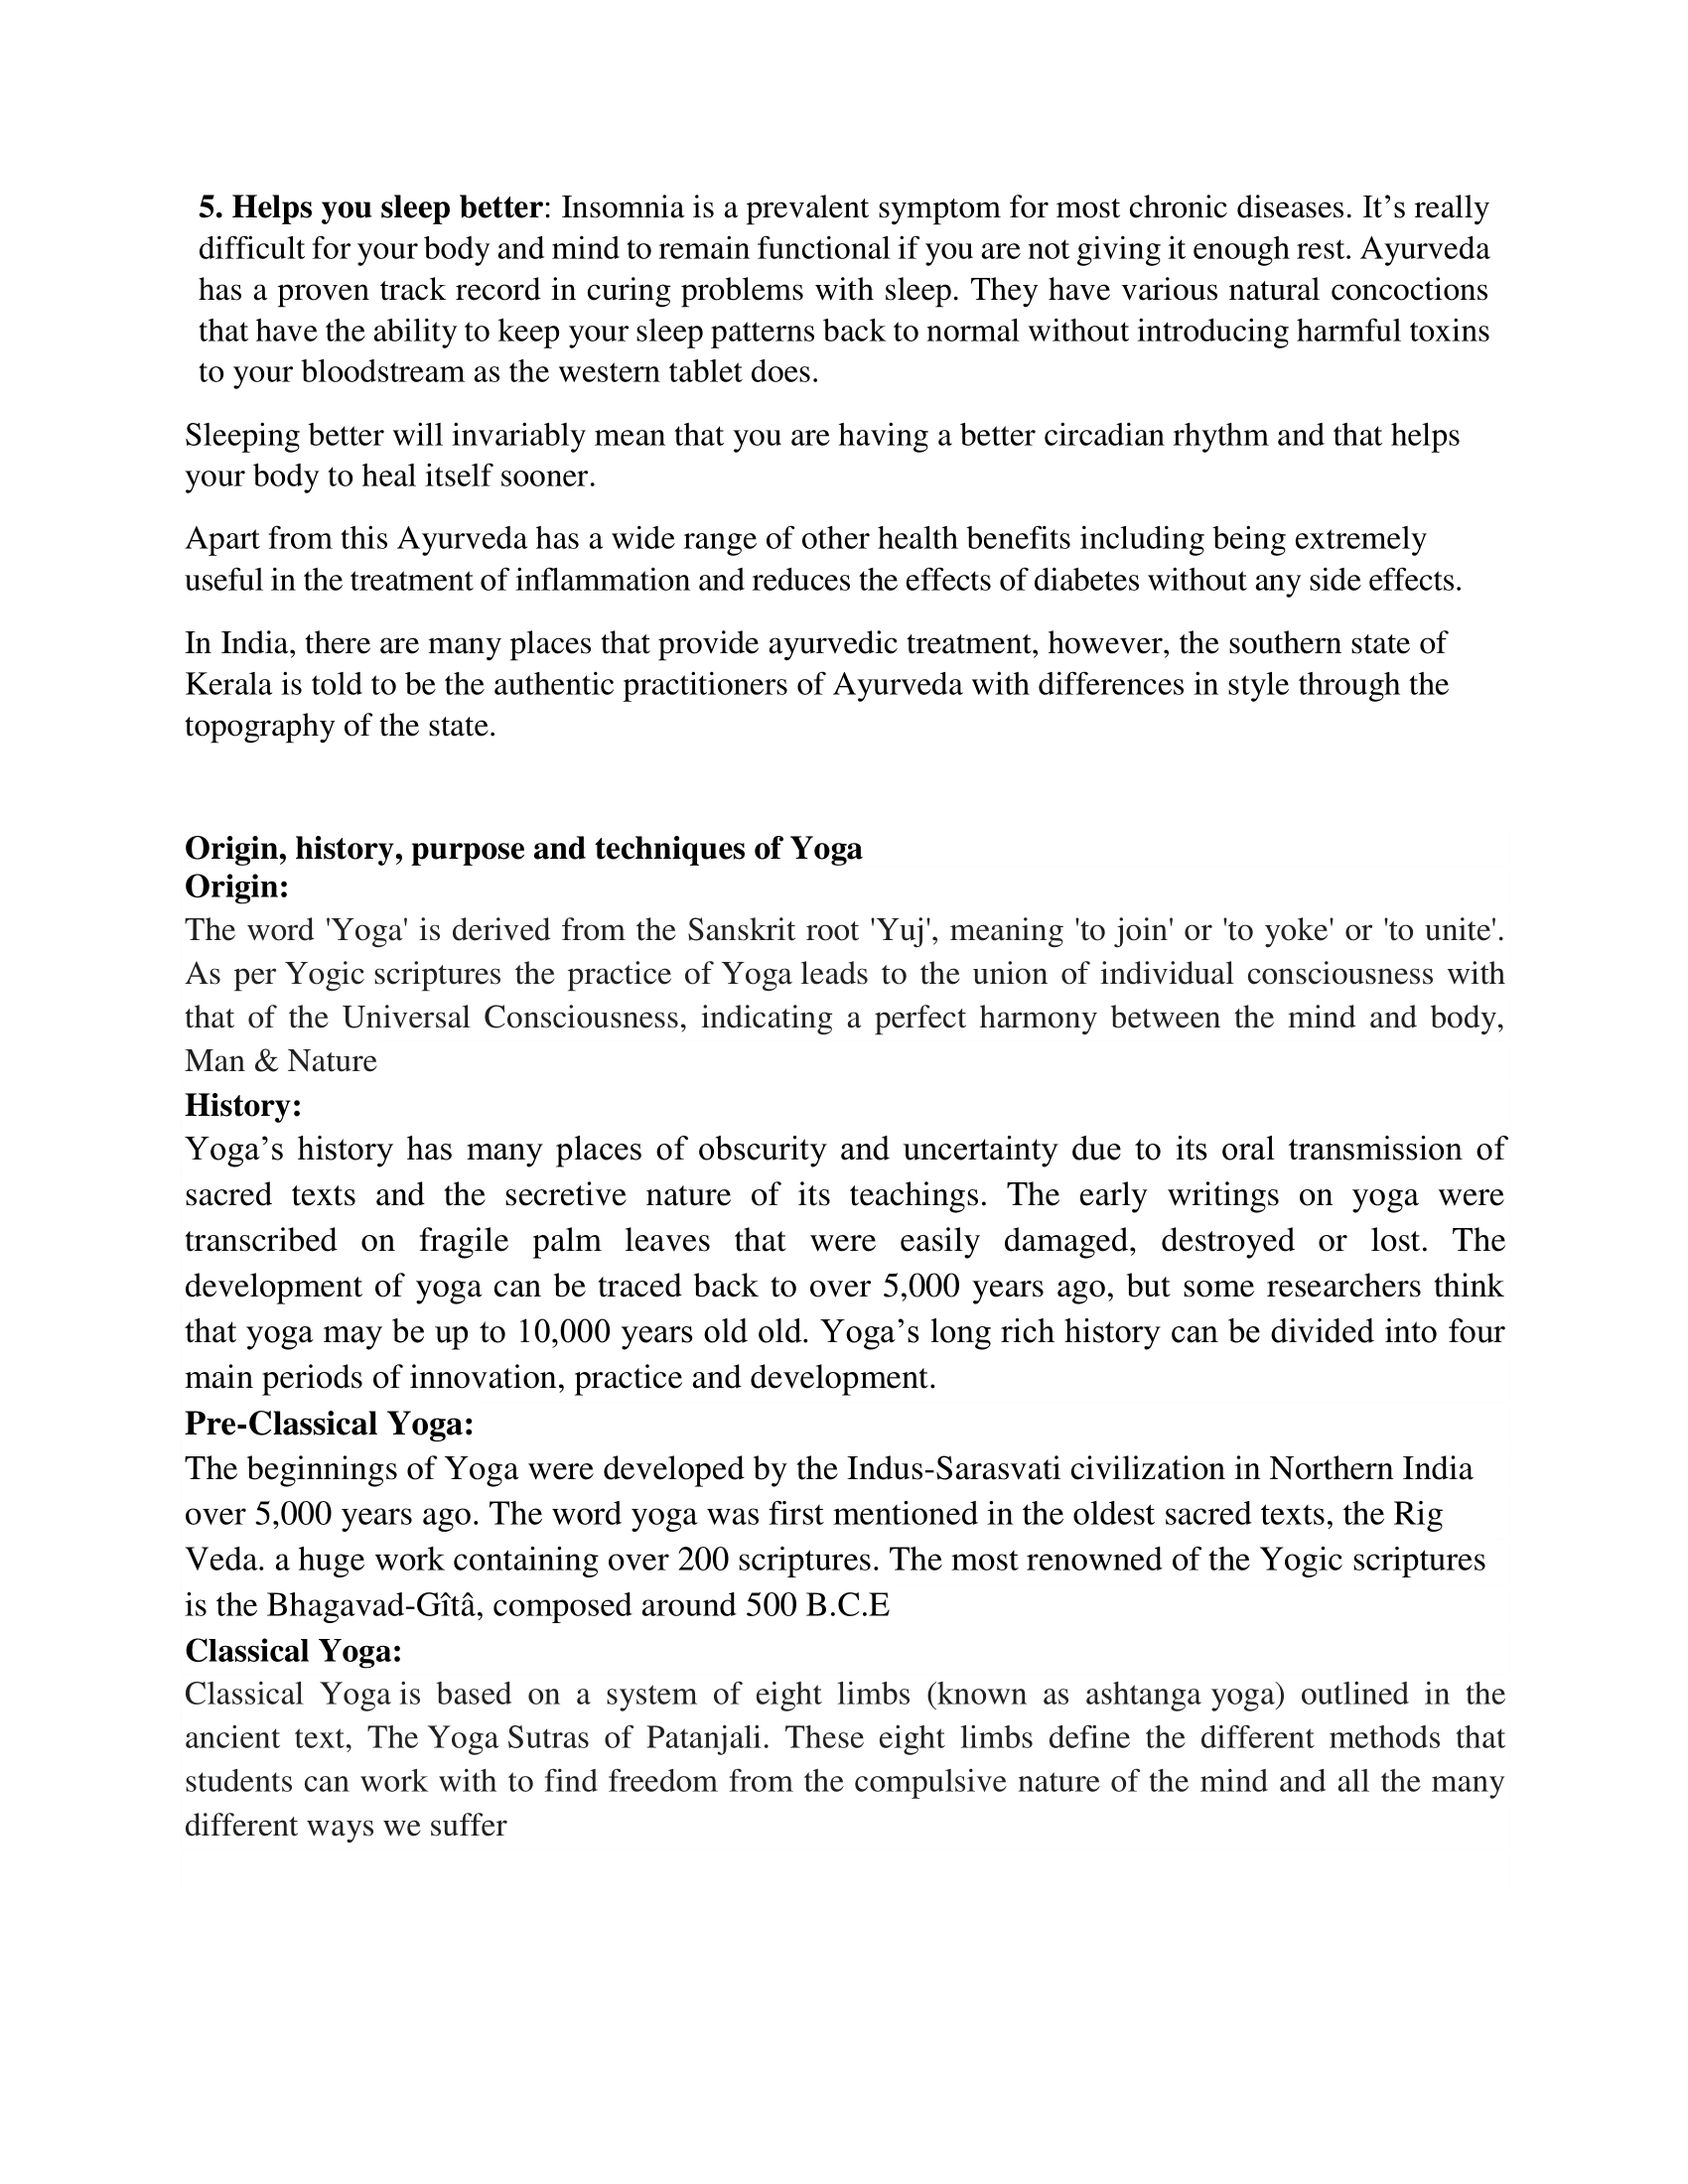 5. Helps you sleep better: Insomnia is a prevalent symptom for most chronic diseases. It’s really
difficult for your body and mind to remain functional if you are not giving it enough rest. Ayurveda
has a proven track record in curing problems with sleep. They have various natural concoctions
that have the ability to keep your sleep patterns back to normal without introducing harmful toxins
to your bloodstream as the western tablet does.
Sleeping better will invariably mean that you are having a better circadian rhythm and that helps
your body to heal itself sooner.
Apart from this Ayurveda has a wide range of other health benefits including being extremely
useful in the treatment of inflammation and reduces the effects of diabetes without any side effects.
In India, there are many places that provide ayurvedic treatment, however, the southern state of
Kerala is told to be the authentic practitioners of Ayurveda with differences in style through the
topography of the state.
Origin, history, purpose and techniques of Yoga
Origin:
The word 'Yoga' is derived from the Sanskrit root 'Yuj', meaning 'to join' or 'to yoke' or 'to unite'.
As per Yogic scriptures the practice of Yoga leads to the union of individual consciousness with
that of the Universal Consciousness, indicating a perfect harmony between the mind and body,
Man & Nature
History:
Yoga’s history has many places of obscurity and uncertainty due to its oral transmission of
sacred texts and the secretive nature of its teachings. The early writings on yoga were
transcribed on fragile palm leaves that were easily damaged, destroyed or lost. The
development of yoga can be traced back to over 5,000 years ago, but some researchers think
that yoga may be up to 10,000 years old old. Yoga’s long rich history can be divided into four
main periods of innovation, practice and development.
Pre-Classical Yoga:
The beginnings of Yoga were developed by the Indus-Sarasvati civilization in Northern India
over 5,000 years ago. The word yoga was first mentioned in the oldest sacred texts, the Rig
Veda. a huge work containing over 200 scriptures. The most renowned of the Yogic scriptures
is the Bhagavad-Gîtâ, composed around 500 B.C.E
Classical Yoga:
Classical Yoga is based on a system of eight limbs (known as ashtanga yoga) outlined in the
ancient text, The Yoga Sutras of Patanjali. These eight limbs define the different methods that
students can work with to find freedom from the compulsive nature of the mind and all the many
different ways we suffer